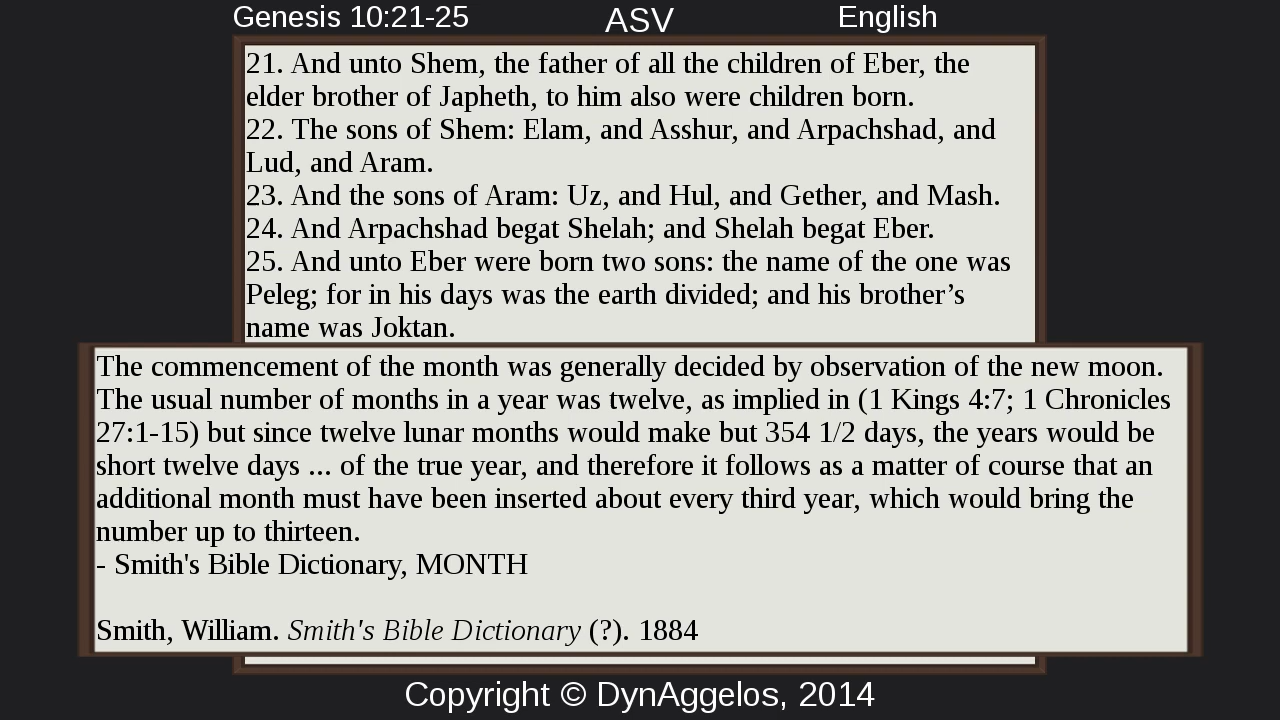 Genesis 10:21-25 ASV English
21. And unto Shem, the father of all the children of Eber, the
elder brother of Japheth, to him also were children born.
22. The sons of Shem: Elam, and Asshur, and Arpachshad, and
Lud, and Aram.
23. And the sons of Aram: Uz, and Hul, and Gether, and Mash.
24. And Arpachshad begat Shelah; and Shelah begat Eber.
25. And unto Eber were born two sons: the name of the one was
Peleg; for in his days was the earth divided; and his brother’s
name was Joktan.
The commencement of the month was generally decided by observation of the new moon.
The usual number of months in a year was twelve, as implied in (1 Kings 4:7; 1 Chronicles
27:1-15) but since twelve lunar months would make but 354 1/2 days, the years would be
short twelve days ... of the true year, and therefore it follows as a matter of course that an
additional month must have been inserted about every third year, which would bring the
number up to thirteen.
- Smith's Bible Dictionary, MONTH
Smith, William. Smith's Bible Dictionary (?). 1884
Copyright © DynAggelos, 2014